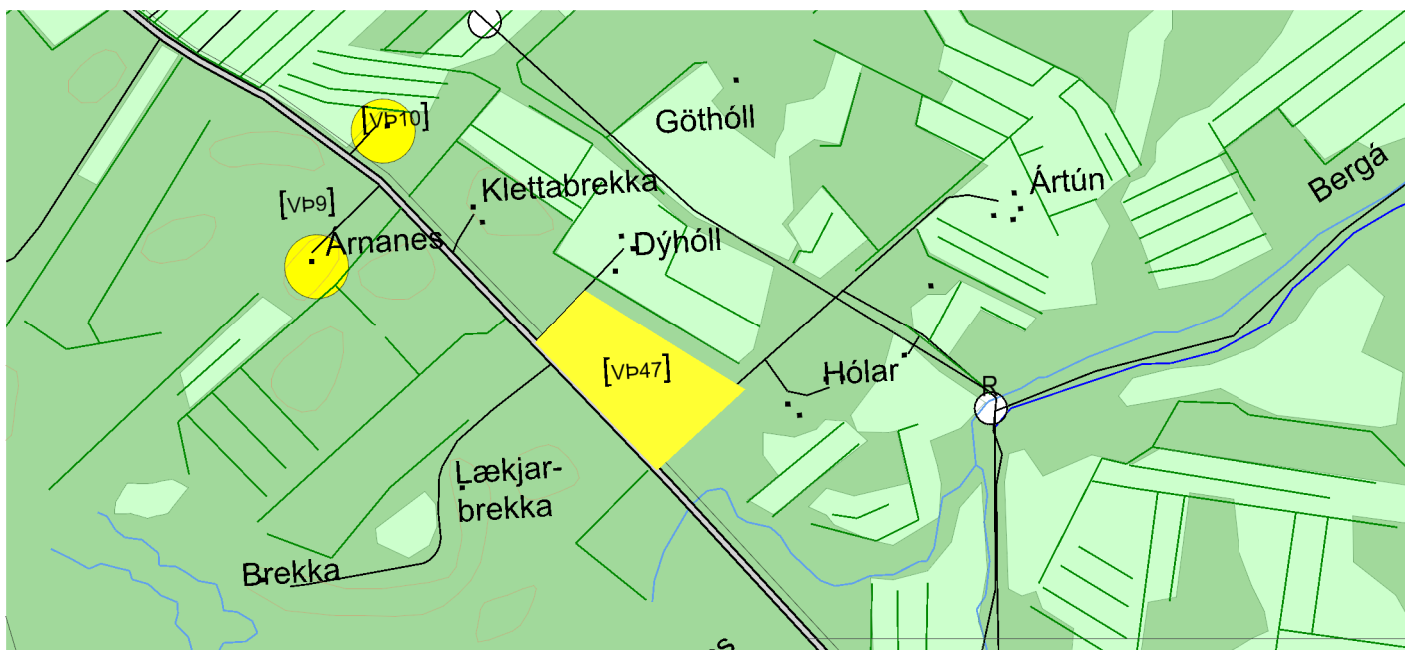 [VÞ10]
Göthóll
Klettabrekka
Ártún
Bergá
[VÞ9]
Árnanes
Dýhóll
[VÞ47]
Hólar
R
Lækjar-
brekka
Brekka